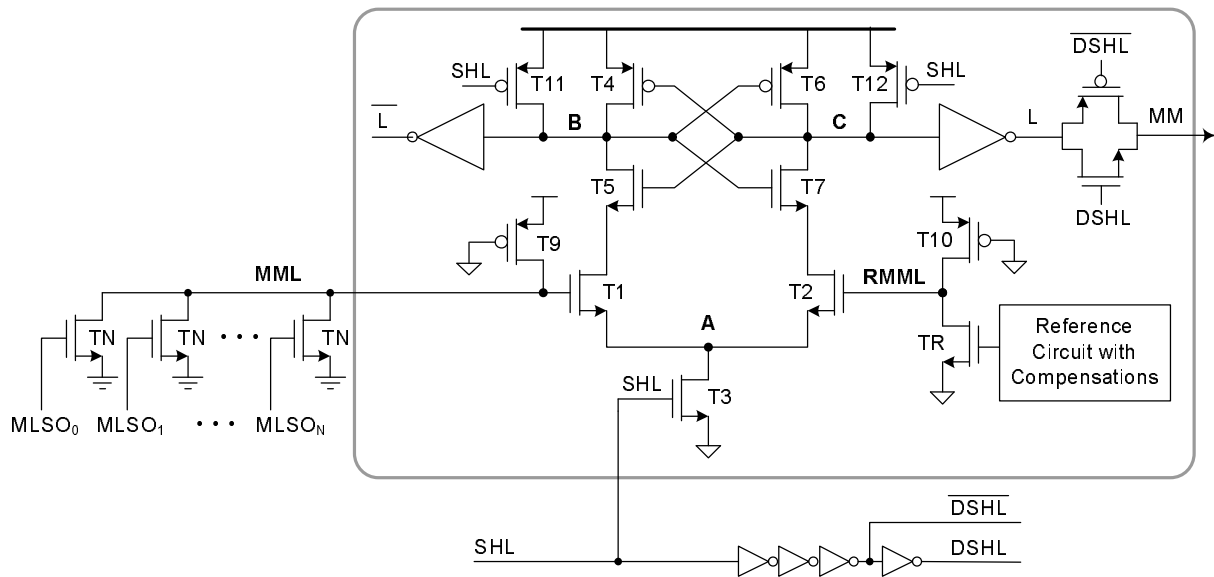 DSHL
SHL
T11
T4
T6
T12
SHL
L
B
C
L
MM
T5
T7
DSHL
T9
T10
MML
T1
T2
RMML
TN
TN
TN
A
TR
Reference
Circuit with
Compensations
SHL
T3
MLSO₀
MLSO₁
• • •
MLSO_N
DSHL
SHL
DSHL